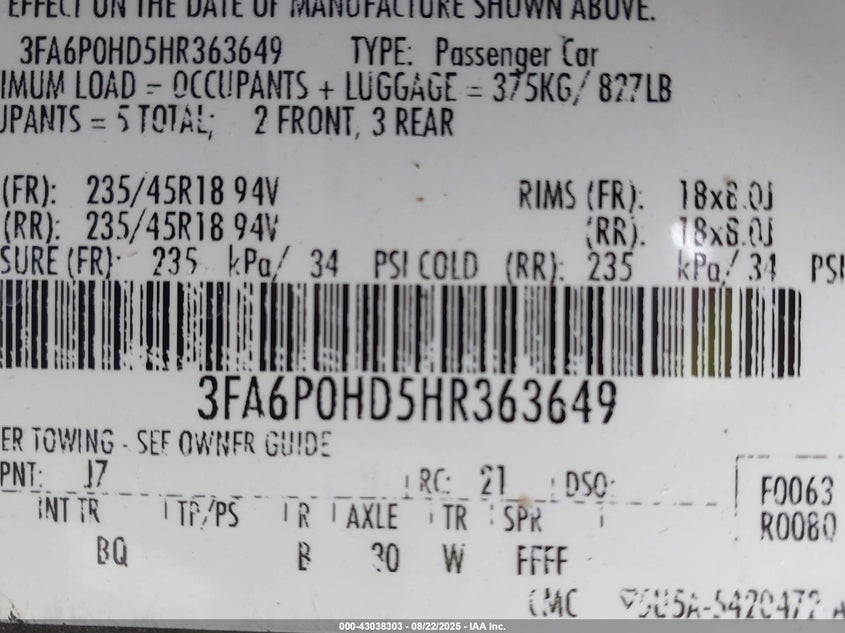 EFFECT ON THE DATE OF MANUFACTURE SHOWN ABOVE.
3FA6P0HD5HR363649 TYPE: Passenger Car
IMUM LOAD = OCCUPANTS + LUGGAGE = 375KG/ 827LB
UPANTS = 5 TOTAL; 2 FRONT, 3 REAR
(FR): 235/45R18 94V RIMS (FR): 18x8.0J
(RR): 235/45R18 94V (RR): 18x8.0J
SURE (FR): 235 kPa/ 34 PSI COLD (RR): 235 kPa/ 34 PSI
3FA6P0HD5HR363649
ER TOWING - SEE OWNER GUIDE
PNT: J7 RC: 21 DSO:
F0063
INT TR TP/PS R AXLE TR SPR
R0080
BQ B 30 W FFFF
000-43038303 - 08/22/2025 - IAA Inc.